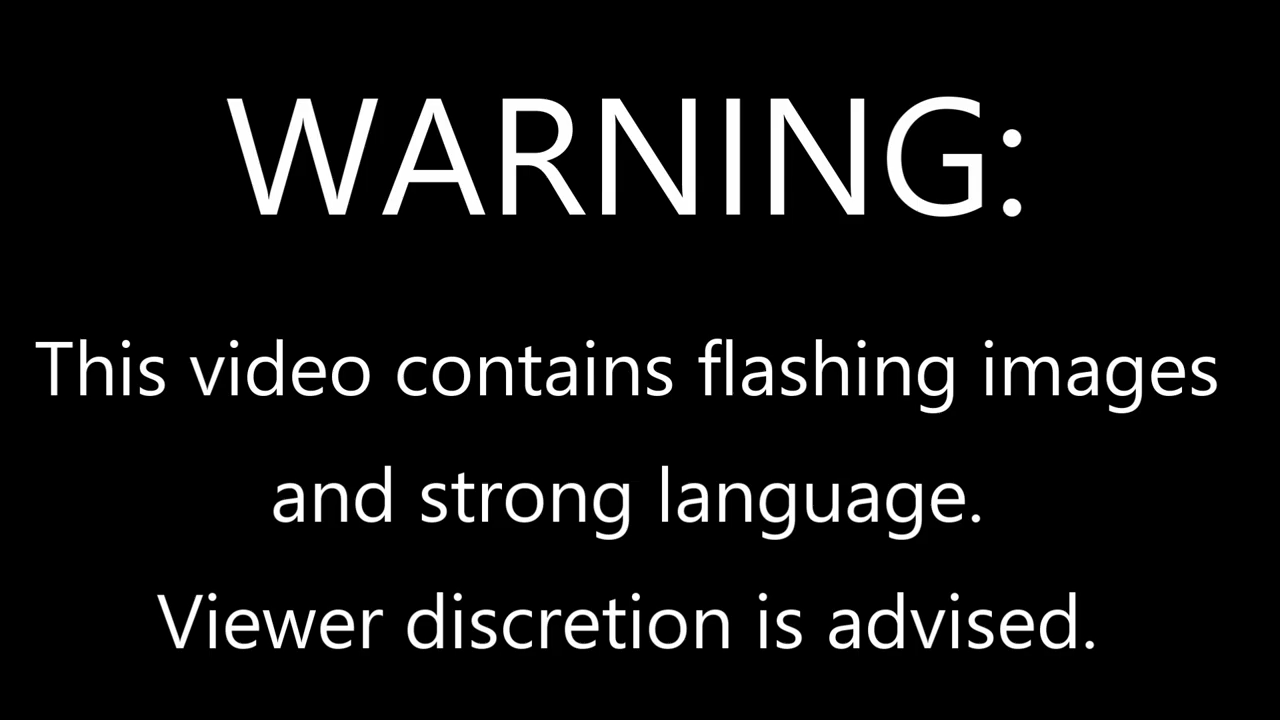 WARNING:
This video contains flashing images
and strong language.
Viewer discretion is advised.